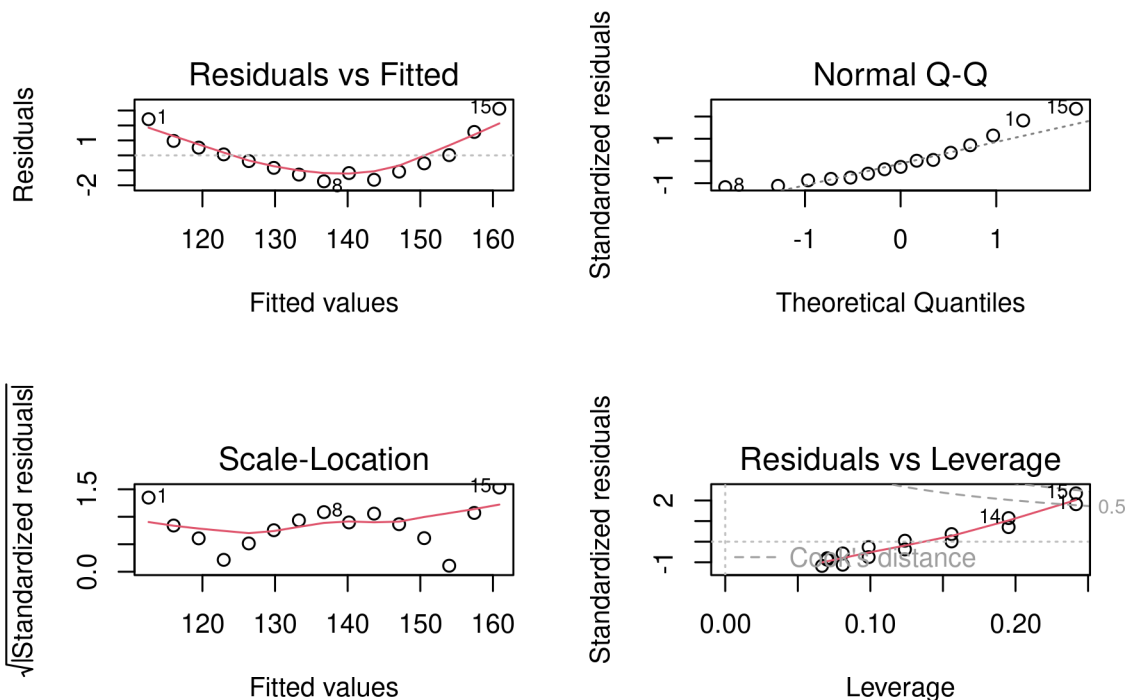 Residuals vs Fitted
Residuals
1
-2
1
8
15
120 130 140 150 160
Fitted values
Normal Q-Q
Standardized residuals
1
-1
8
1
15
-1 0 1
Theoretical Quantiles
Scale-Location
√|Standardized residuals|
1.5
0.0
1
8
15
120 130 140 150 160
Fitted values
Residuals vs Leverage
Standardized residuals
2
-1
15
1
14
0.5
Cook's distance
0.00 0.10 0.20
Leverage